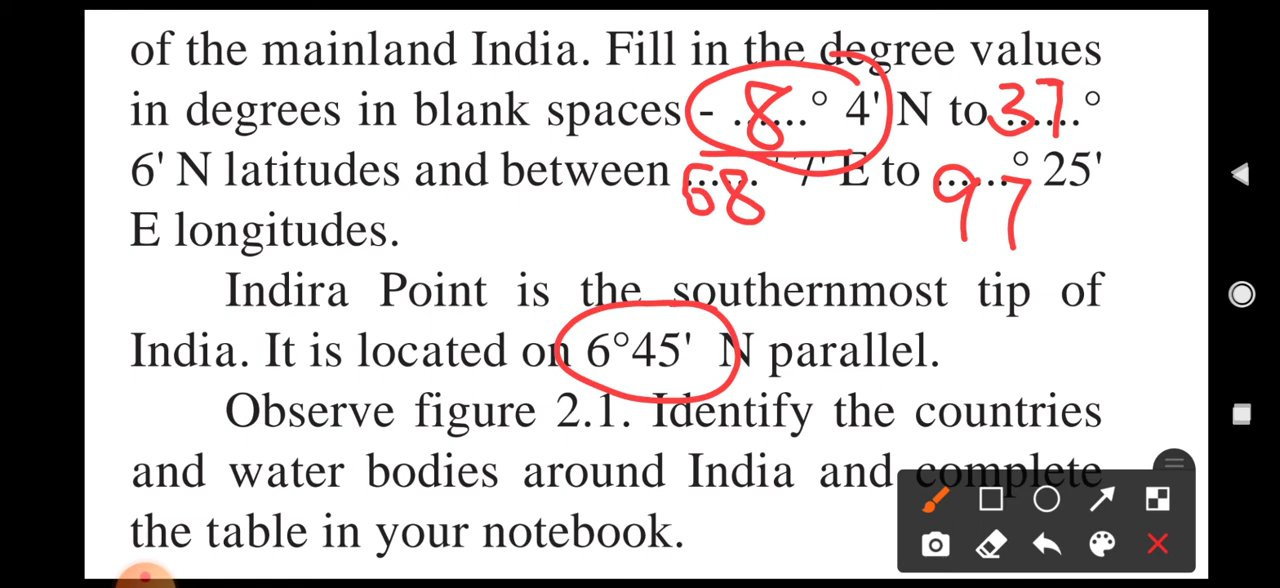 of the mainland India. Fill in the degree values
in degrees in blank spaces - ..8...° 4' N to 37°
6' N latitudes and between 68 7' E to 97° 25'
E longitudes.
Indira Point is the southernmost tip of
India. It is located on 6°45' N parallel.
Observe figure 2.1. Identify the countries
and water bodies around India and complete
the table in your notebook.